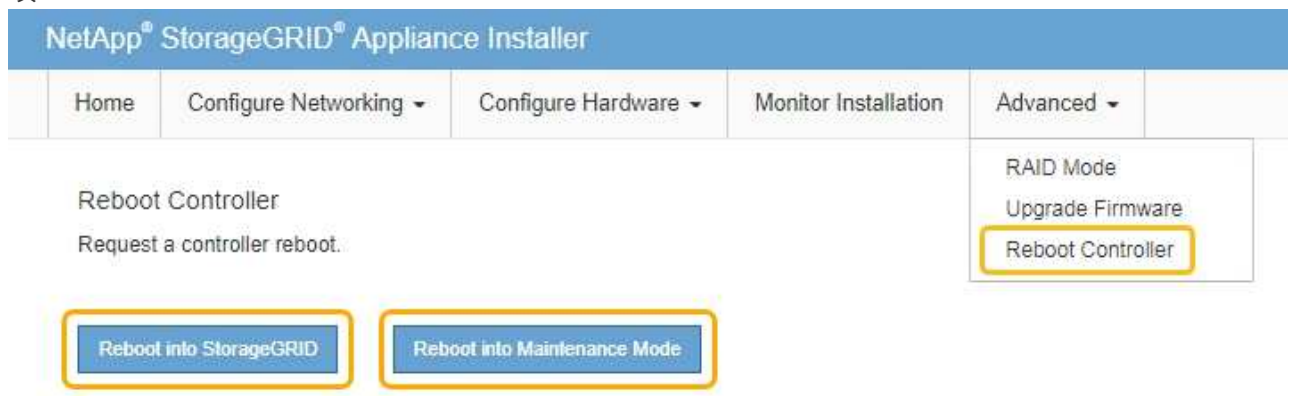 NetApp® StorageGRID® Appliance Installer
Home Configure Networking Configure Hardware Monitor Installation Advanced
RAID Mode
Upgrade Firmware
Reboot Controller
Reboot Controller
Request a controller reboot.
Reboot into StorageGRID Reboot into Maintenance Mode